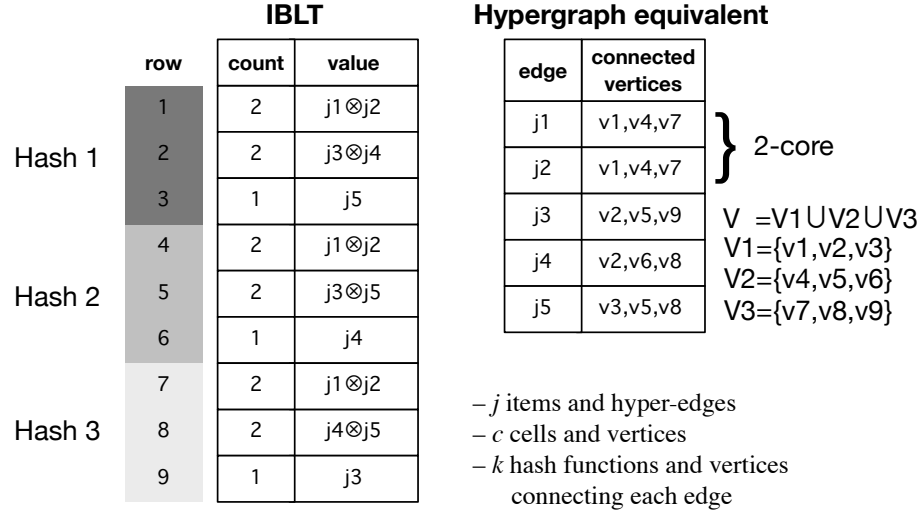 IBLT
row count value
Hash 1
1 2 j1⊗j2
2 2 j3⊗j4
3 1 j5
Hash 2
4 2 j1⊗j2
5 2 j3⊗j5
6 1 j4
Hash 3
7 2 j1⊗j2
8 2 j4⊗j5
9 1 j3
Hypergraph equivalent
edge connected
vertices
j1 v1,v4,v7
j2 v1,v4,v7
j3 v2,v5,v9
j4 v2,v6,v8
j5 v3,v5,v8
} 2-core
V =V1∪V2∪V3
V1={v1,v2,v3}
V2={v4,v5,v6}
V3={v7,v8,v9}
– j items and hyper-edges
– c cells and vertices
– k hash functions and vertices
connecting each edge